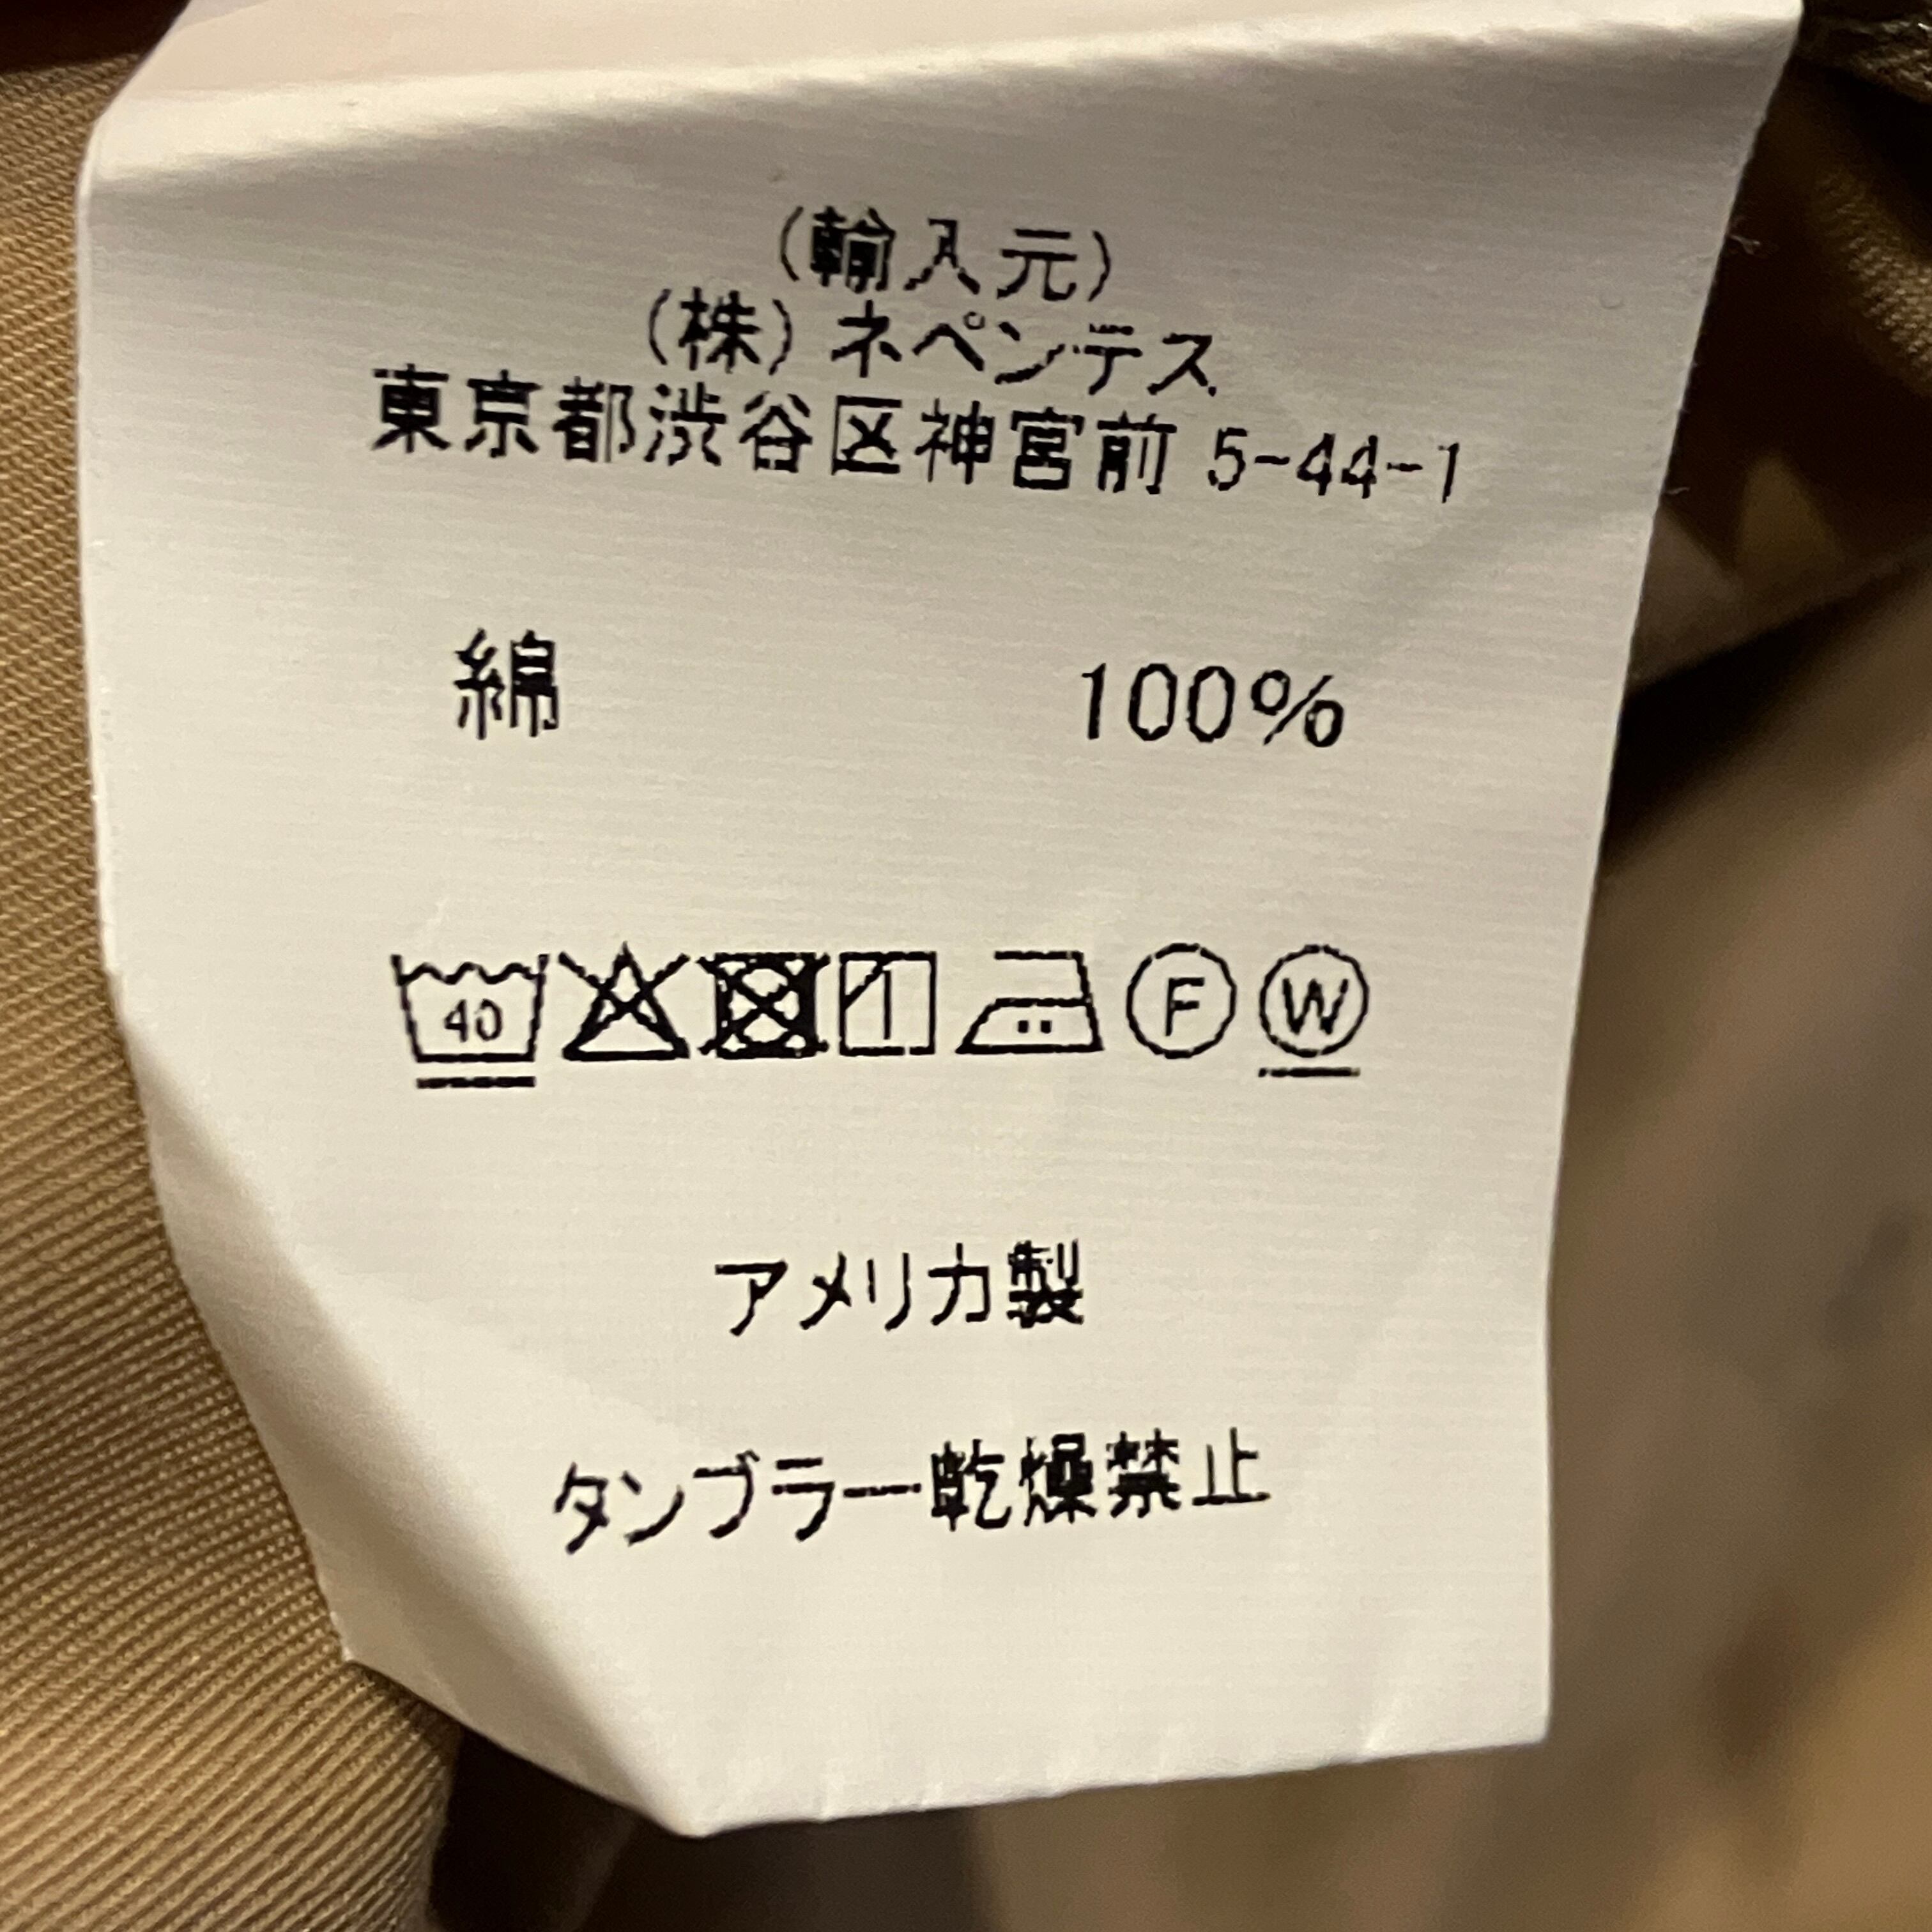 (輸入元)
(株)ネペンテス
東京都渋谷区神宮前 5-44-1
綿 100%
40 F W
アメリカ製
タンブラー乾燥禁止